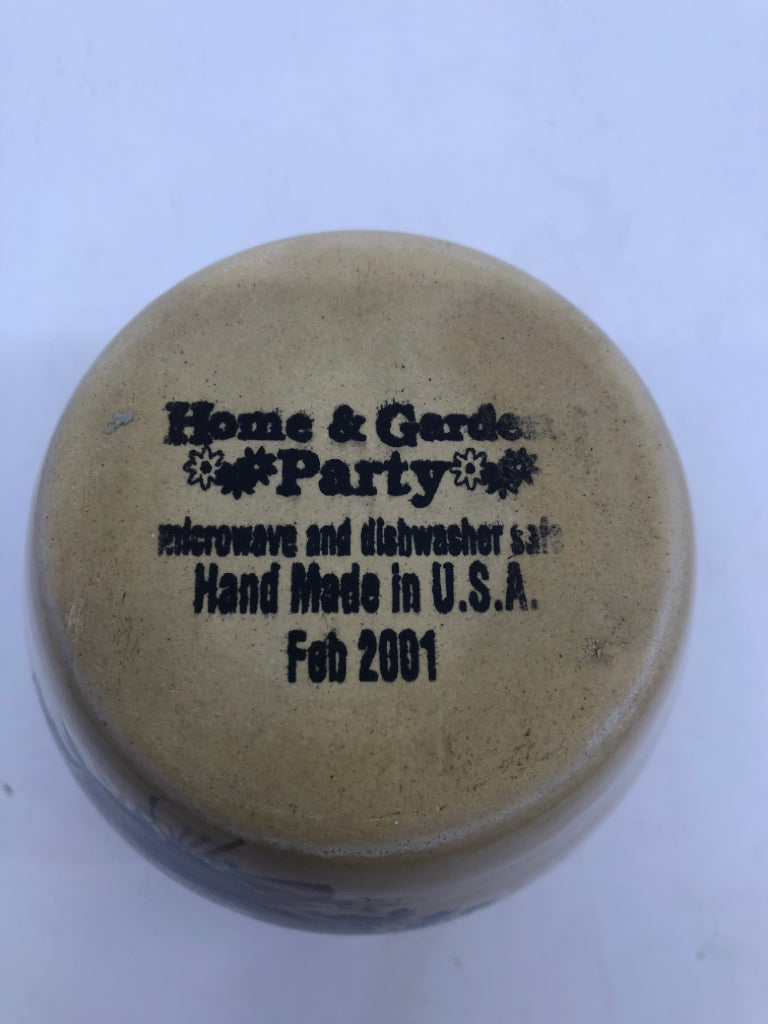 Home & Garden
Party
microwave and dishwasher safe
Hand Made in U.S.A.
Feb 2001